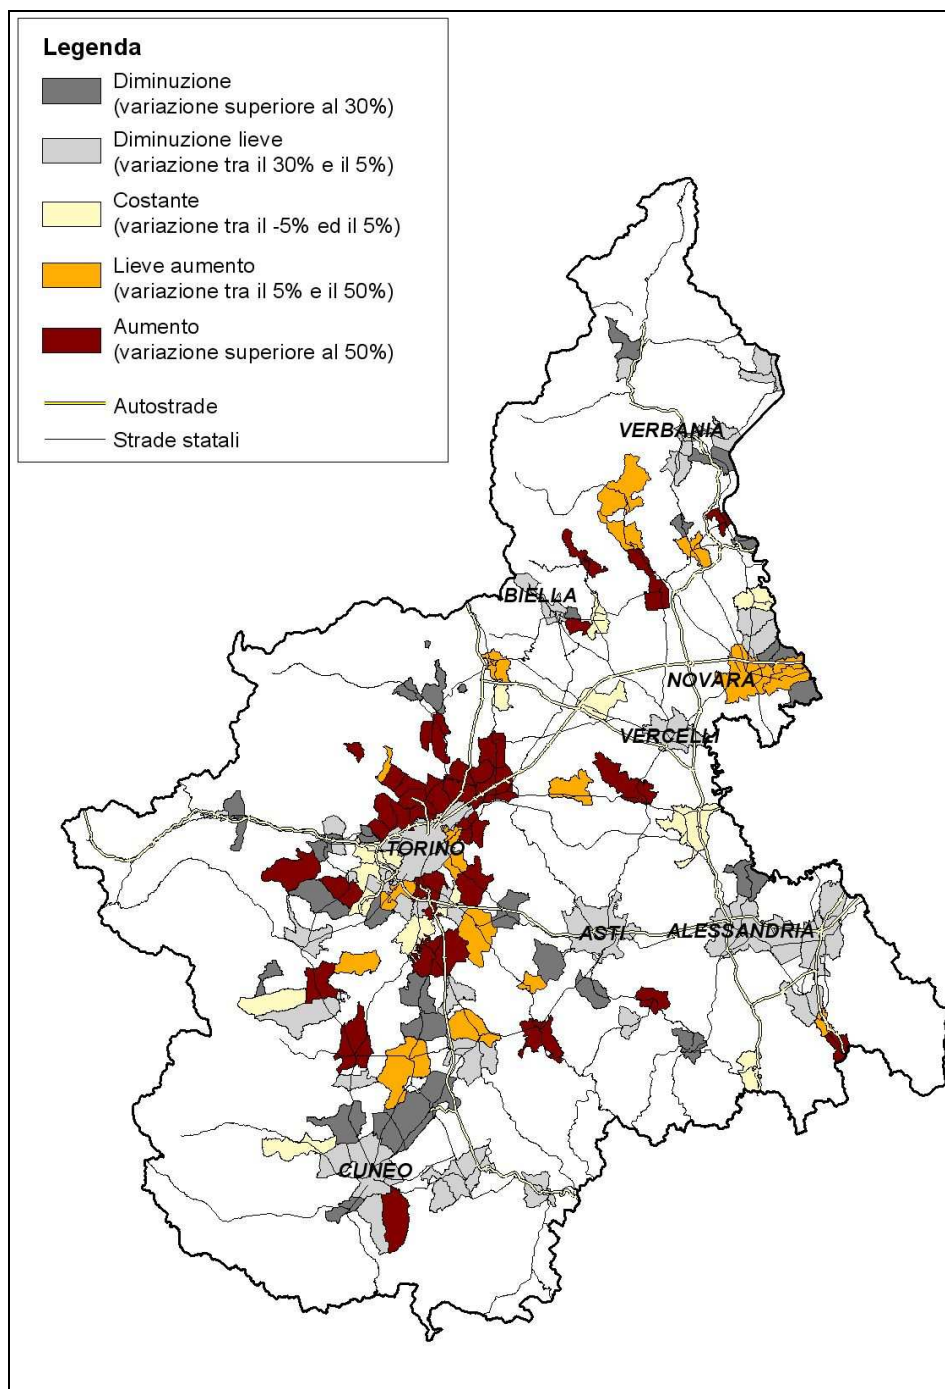 Legenda
Diminuzione
(variazione superiore al 30%)
Diminuzione lieve
(variazione tra il 30% e il 5%)
Costante
(variazione tra il -5% ed il 5%)
Lieve aumento
(variazione tra il 5% e il 50%)
Aumento
(variazione superiore al 50%)
Autostrade
Strade statali
VERBANIA
BIELLA
NOVARA
VERCELLI
TORINO
ASTI
ALESSANDRIA
CUNEO